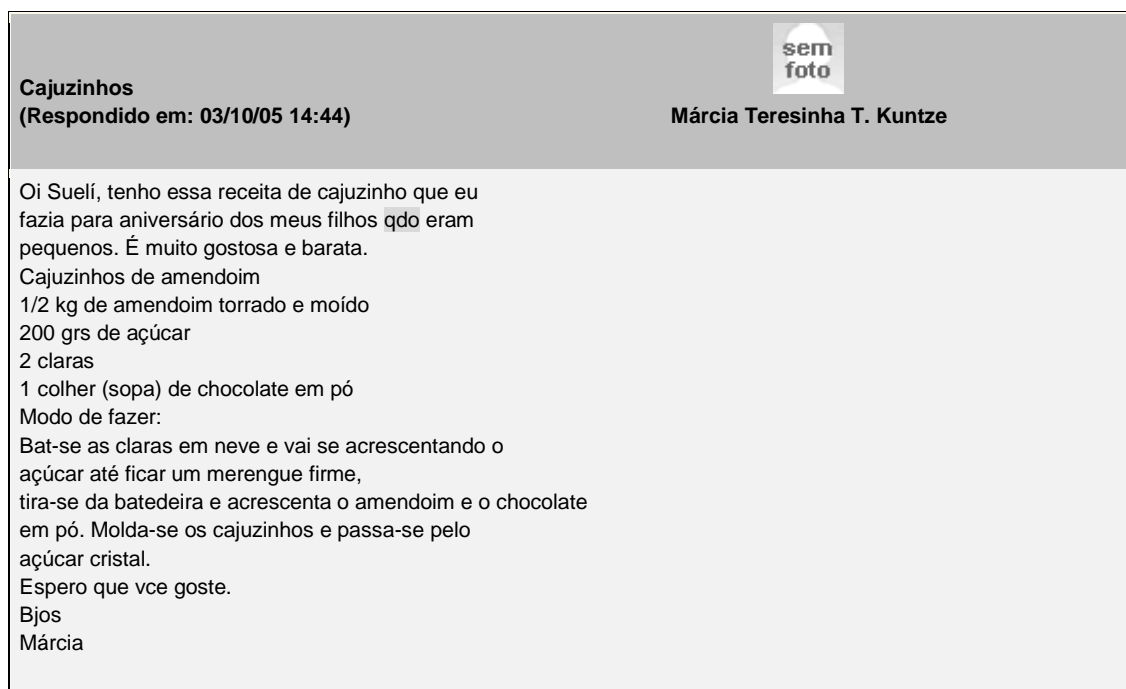 sem
foto
Cajuzinhos
(Respondido em: 03/10/05 14:44)
Márcia Teresinha T. Kuntze
Oi Suelí, tenho essa receita de cajuzinho que eu
fazia para aniversário dos meus filhos qdo eram
pequenos. É muito gostosa e barata.
Cajuzinhos de amendoim
1/2 kg de amendoim torrado e moído
200 grs de açúcar
2 claras
1 colher (sopa) de chocolate em pó
Modo de fazer:
Bat-se as claras em neve e vai se acrescentando o
açúcar até ficar um merengue firme,
tira-se da batedeira e acrescenta o amendoim e o chocolate
em pó. Molda-se os cajuzinhos e passa-se pelo
açúcar cristal.
Espero que vce goste.
Bjos
Márcia